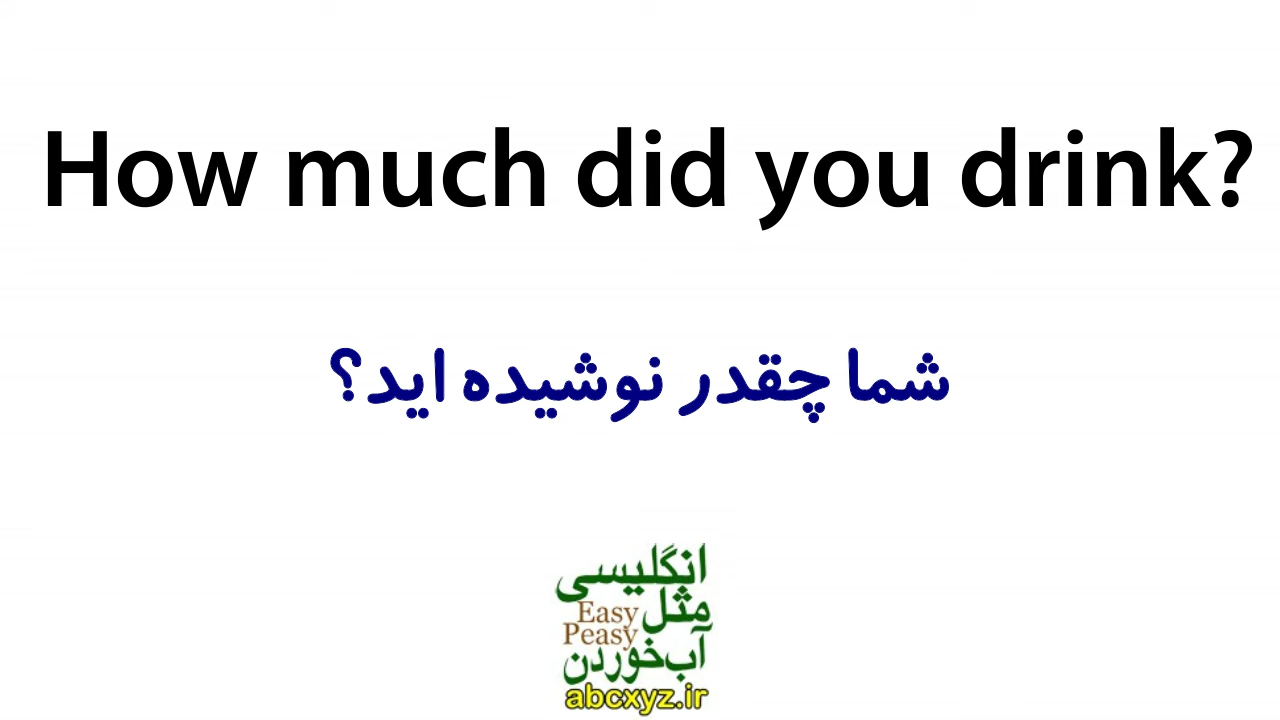 How much did you drink?
شما چقدر نوشیده اید؟
انگلیسی
مثل Easy
Peasy
آب خوردن
abcxyz.ir